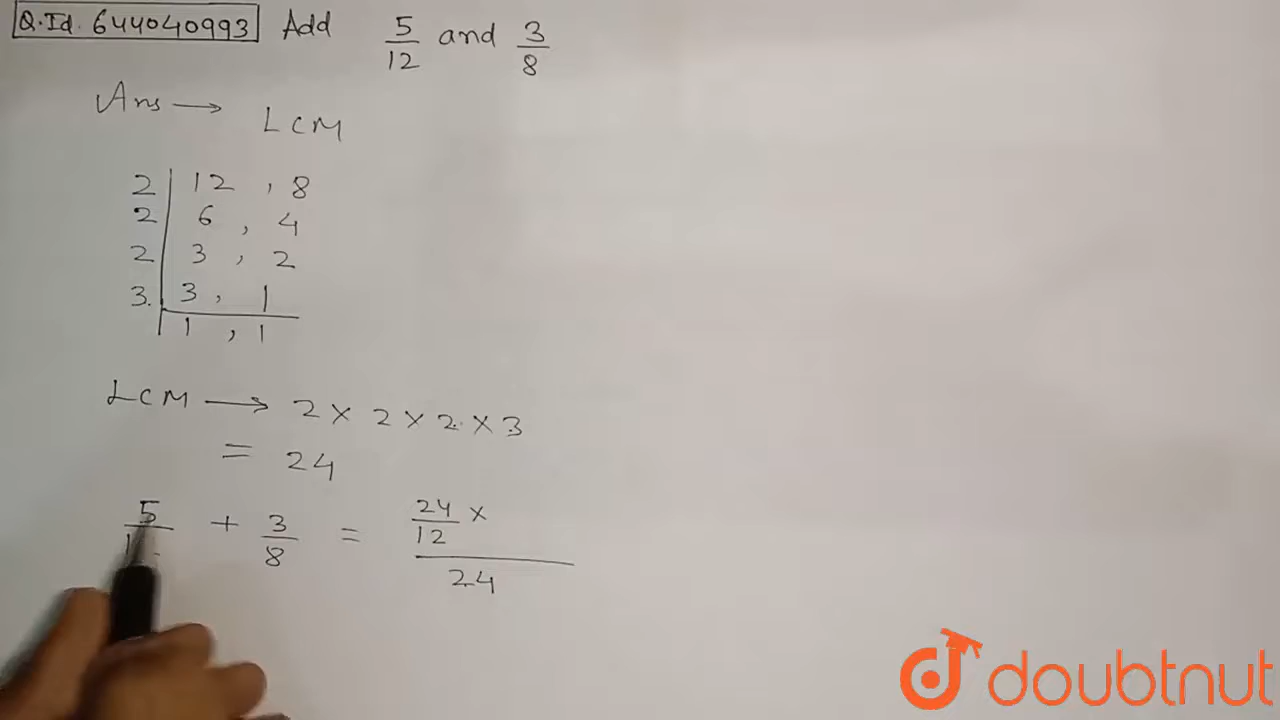 Q.Id. 644040993 Add 5/12 and 3/8
Ans → LCM
2 | 12 , 8
2 | 6 , 4
2 | 3 , 2
3. | 3 , 1
| 1 , 1
LCM → 2 × 2 × 2 × 3
= 24
5/1 + 3/8 = 24/12 × / 24
doubtnut